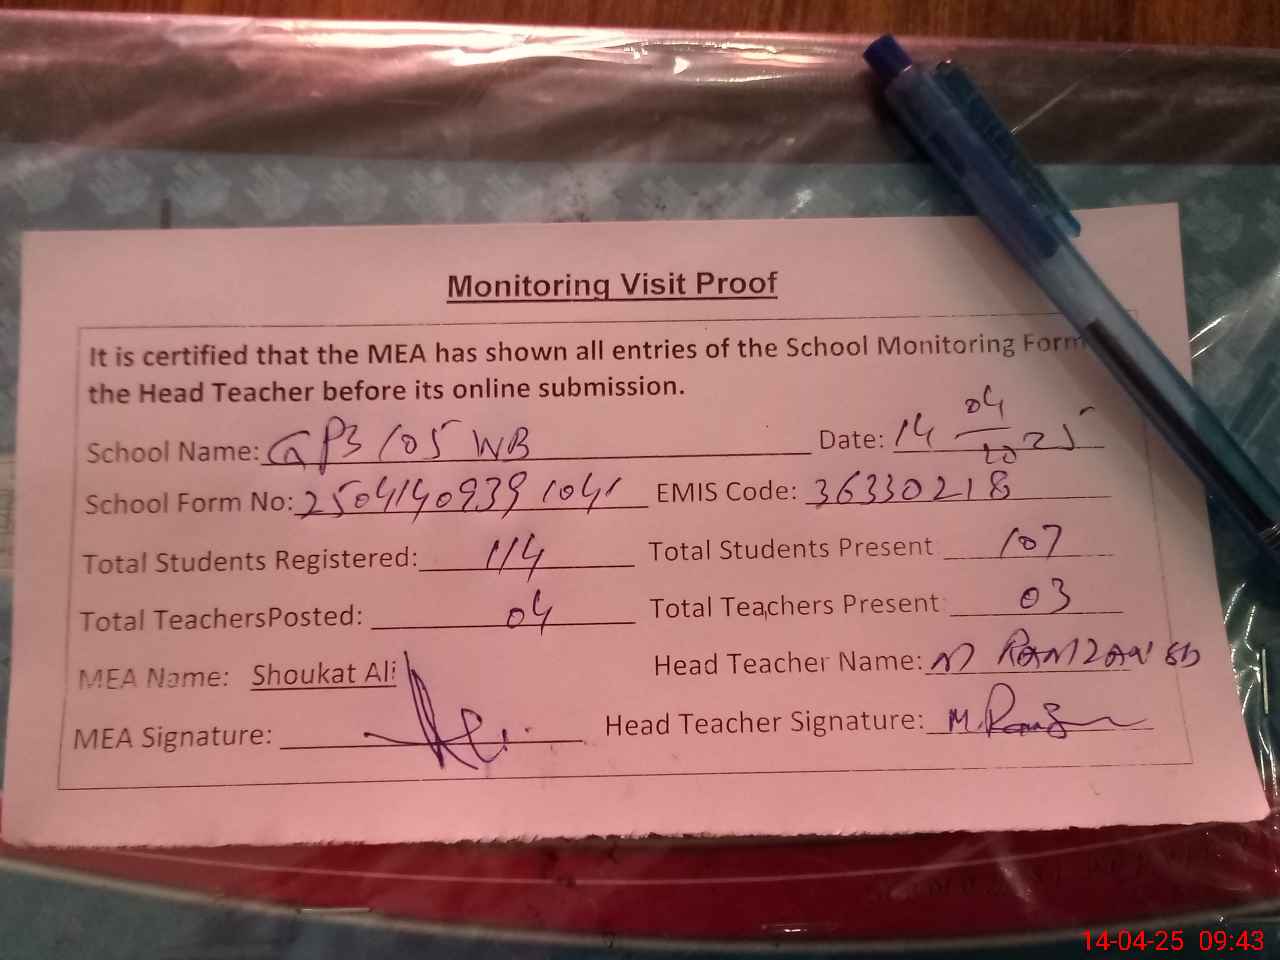 Monitoring Visit Proof
It is certified that the MEA has shown all entries of the School Monitoring Form
the Head Teacher before its online submission.
School Name: GPS 105 WB Date: 14 04 2025
School Form No: 2504140939 1041 EMIS Code: 36330218
Total Students Registered: 114 Total Students Present 107
Total TeachersPosted: 04 Total Teachers Present 03
MEA Name: Shoukat Ali Head Teacher Name: M RAMZAN
MEA Signature: Head Teacher Signature: M.
14-04-25 09:43